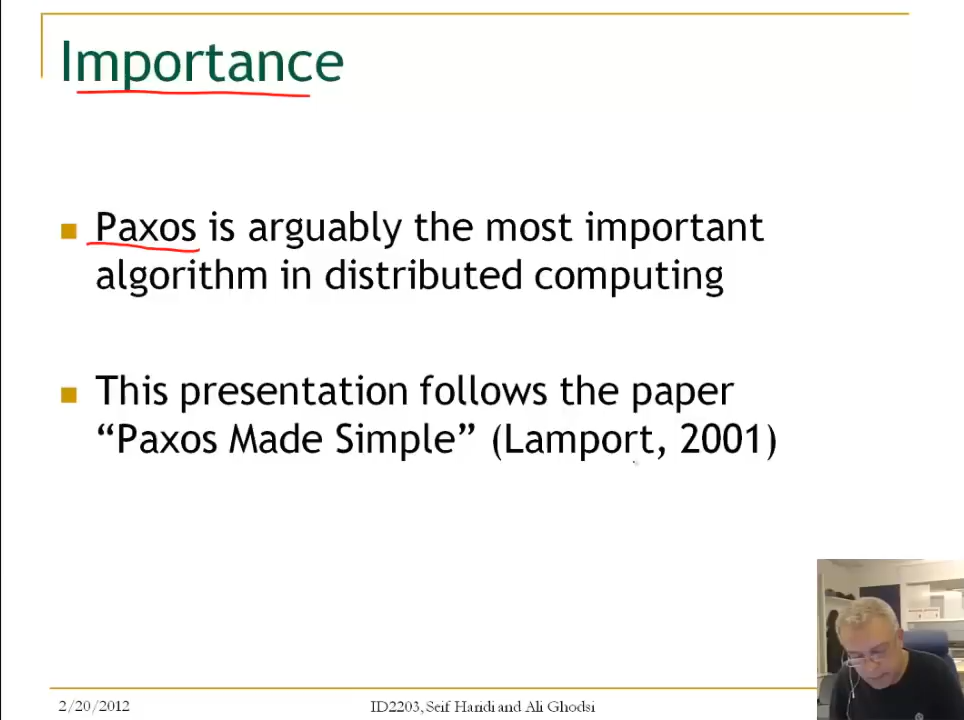 Importance
Paxos is arguably the most important
algorithm in distributed computing
This presentation follows the paper
“Paxos Made Simple” (Lamport, 2001)
2/20/2012
ID2203, Seif Haridi and Ali Ghodsi